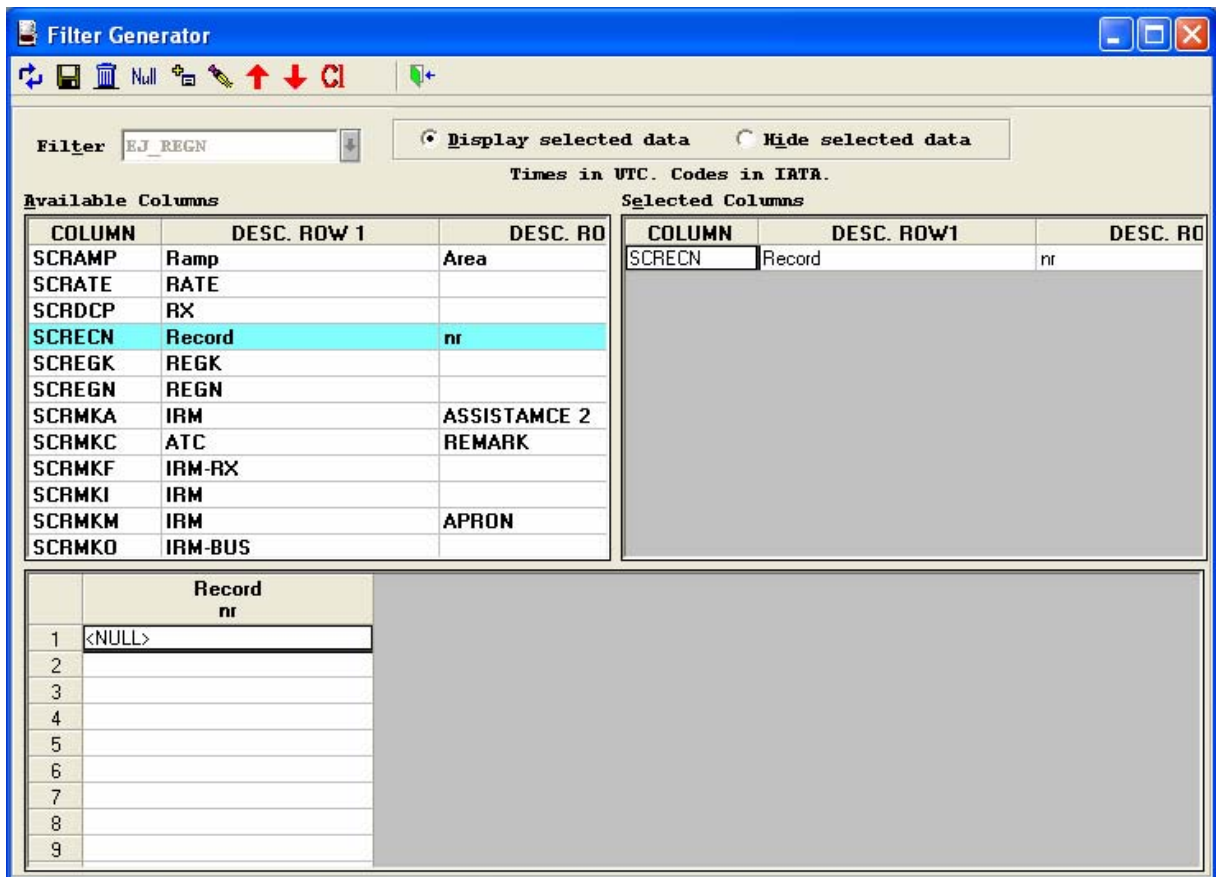 Filter Generator
Null Cl
Filter EJ_REGN Display selected data Hide selected data
Times in UTC. Codes in IATA.
Available Columns Selected Columns
COLUMN DESC. ROW 1 DESC. RO COLUMN DESC. ROW1 DESC. RO
SCRAMP Ramp Area SCRECN Record nr
SCRATE RATE
SCRDCP RX
SCRECN Record nr
SCREGK REGK
SCREGN REGN
SCRMKA IRM ASSISTAMCE 2
SCRMKC ATC REMARK
SCRMKF IRM-RX
SCRMKI IRM
SCRMKM IRM APRON
SCRMKO IRM-BUS
Record
nr
1 <NULL>
2
3
4
5
6
7
8
9